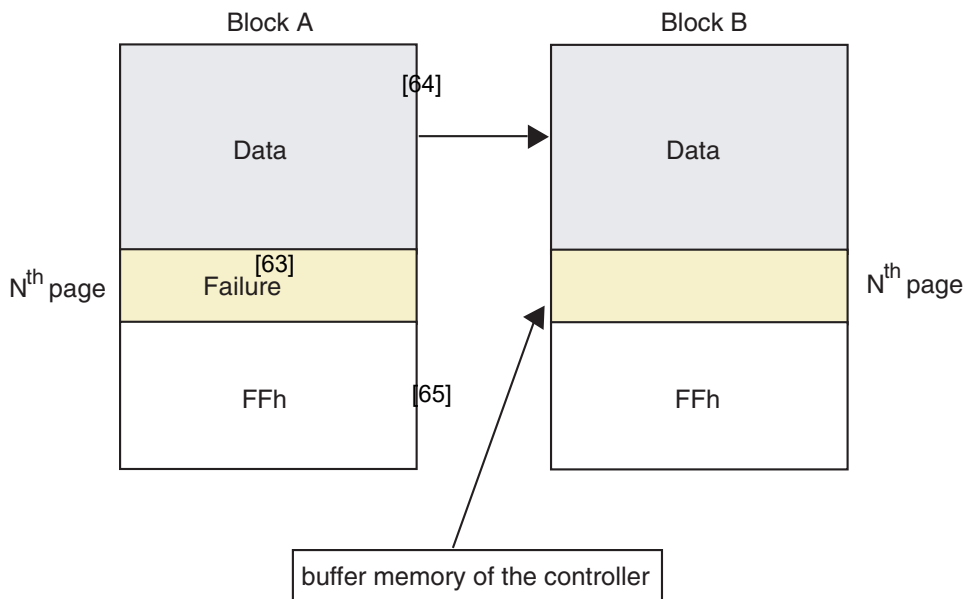 Block A
Block B
[64]
Data
Data
[63]
Nth page
Failure
Nth page
FFh
[65]
FFh
buffer memory of the controller